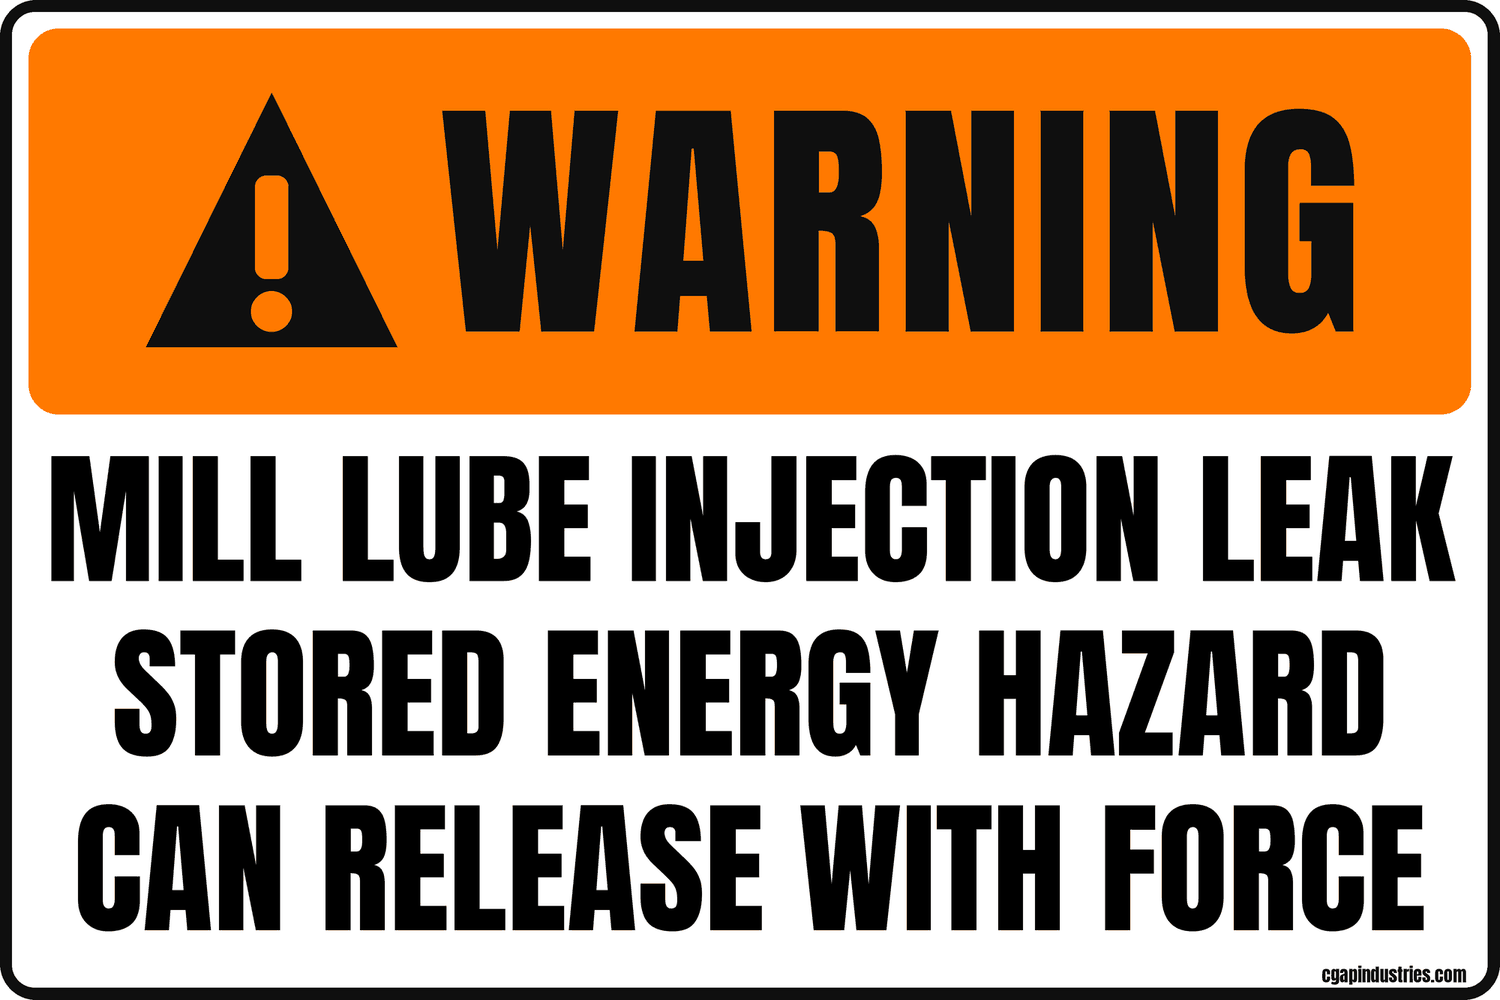 WARNING
MILL LUBE INJECTION LEAK
STORED ENERGY HAZARD
CAN RELEASE WITH FORCE
cgapindustries.com